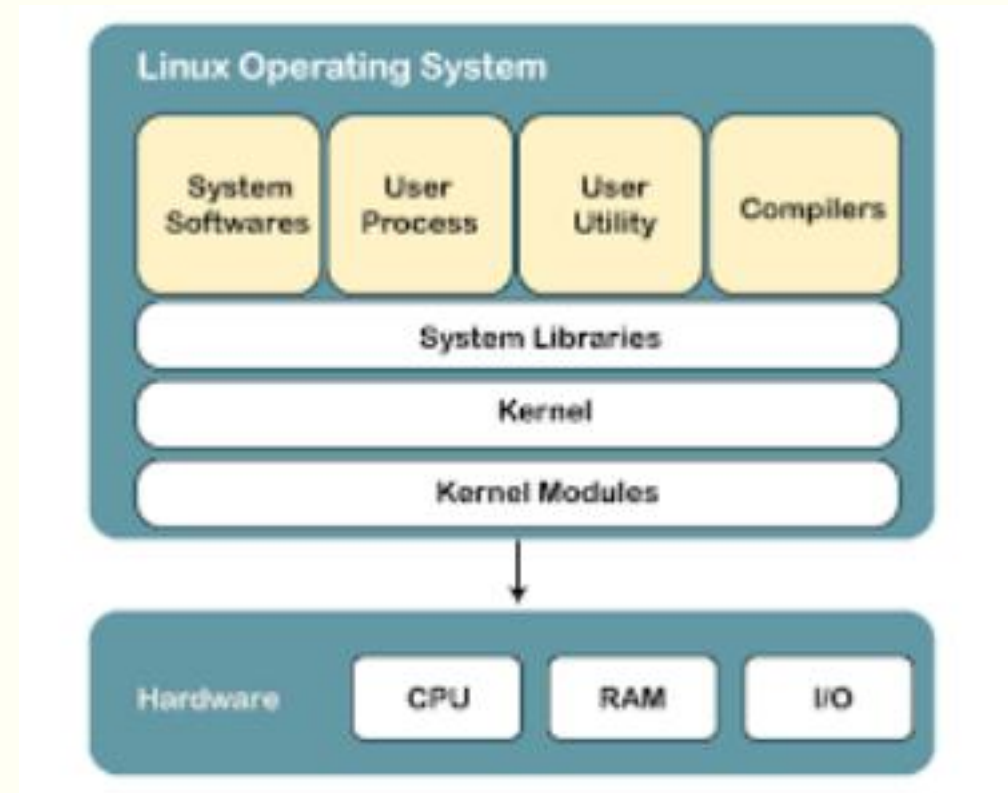 Linux Operating System
System
Softwares
User
Process
User
Utility
Compilers
System Libraries
Kernel
Kernel Modules
Hardware
CPU
RAM
I/O